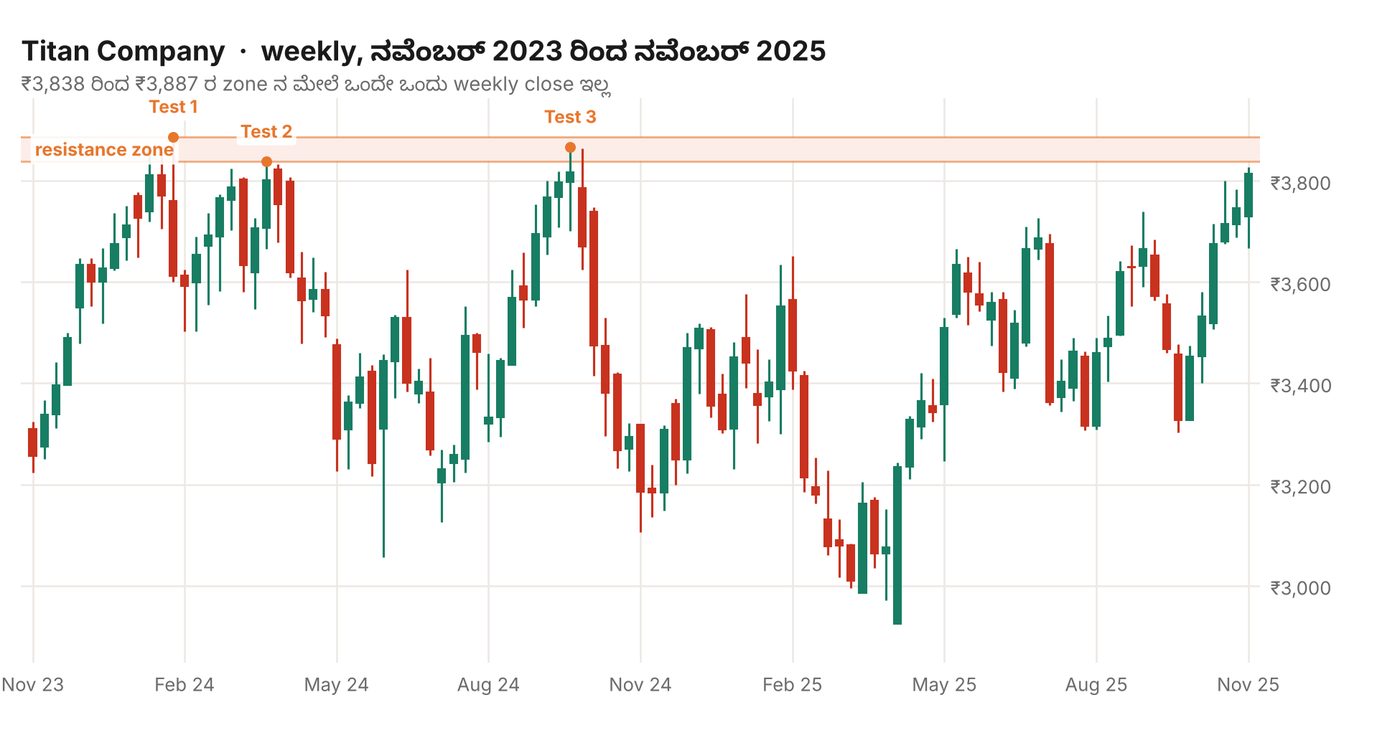 Titan Company · weekly, ನವೆಂಬರ್ 2023 ರಿಂದ ನವೆಂಬರ್ 2025
₹3,838 ರಿಂದ ₹3,887 ರ zone ನ ಮೇಲೆ ಒಂದೇ ಒಂದು weekly close ಇಲ್ಲ
Test 1
Test 2
Test 3
resistance zone
₹3,800
₹3,600
₹3,400
₹3,200
₹3,000
Nov 23 Feb 24 May 24 Aug 24 Nov 24 Feb 25 May 25 Aug 25 Nov 25